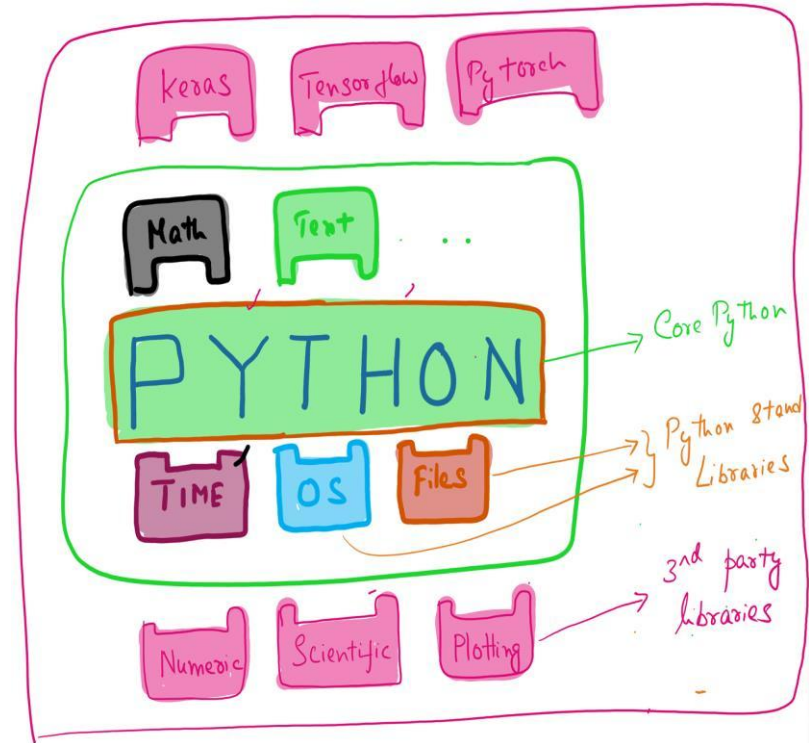 Keras
Tensorflow
Pytorch
Math
Text
. . .
PYTHON
Core Python
TIME
OS
Files
Python Stand
Libraries
3rd party
libraries
Numeric
Scientific
Plotting